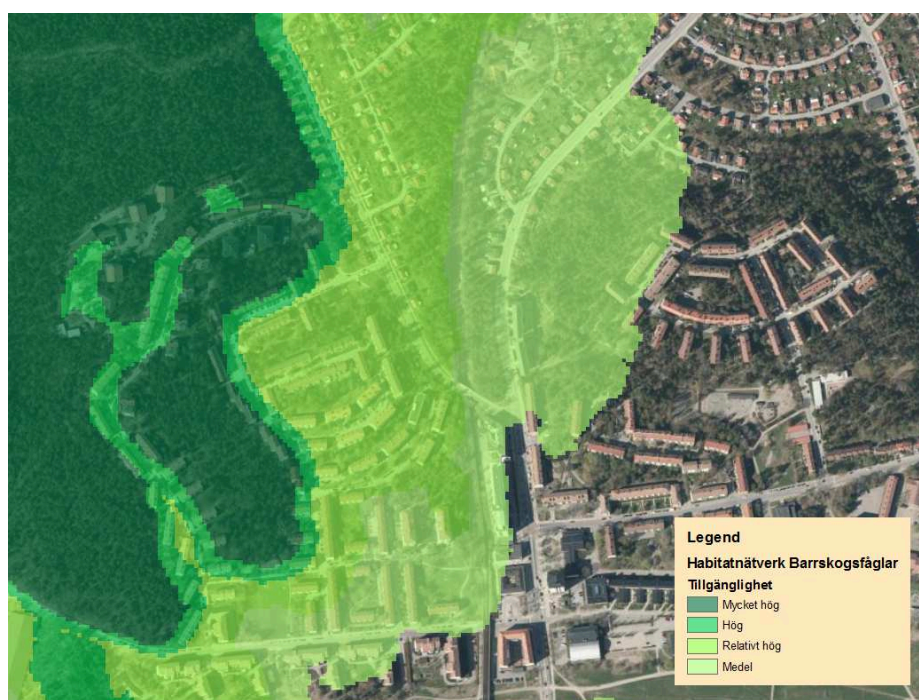 Legend
Habitatnätverk Barrskogsfåglar
Tillgänglighet
Mycket hög
Hög
Relativt hög
Medel